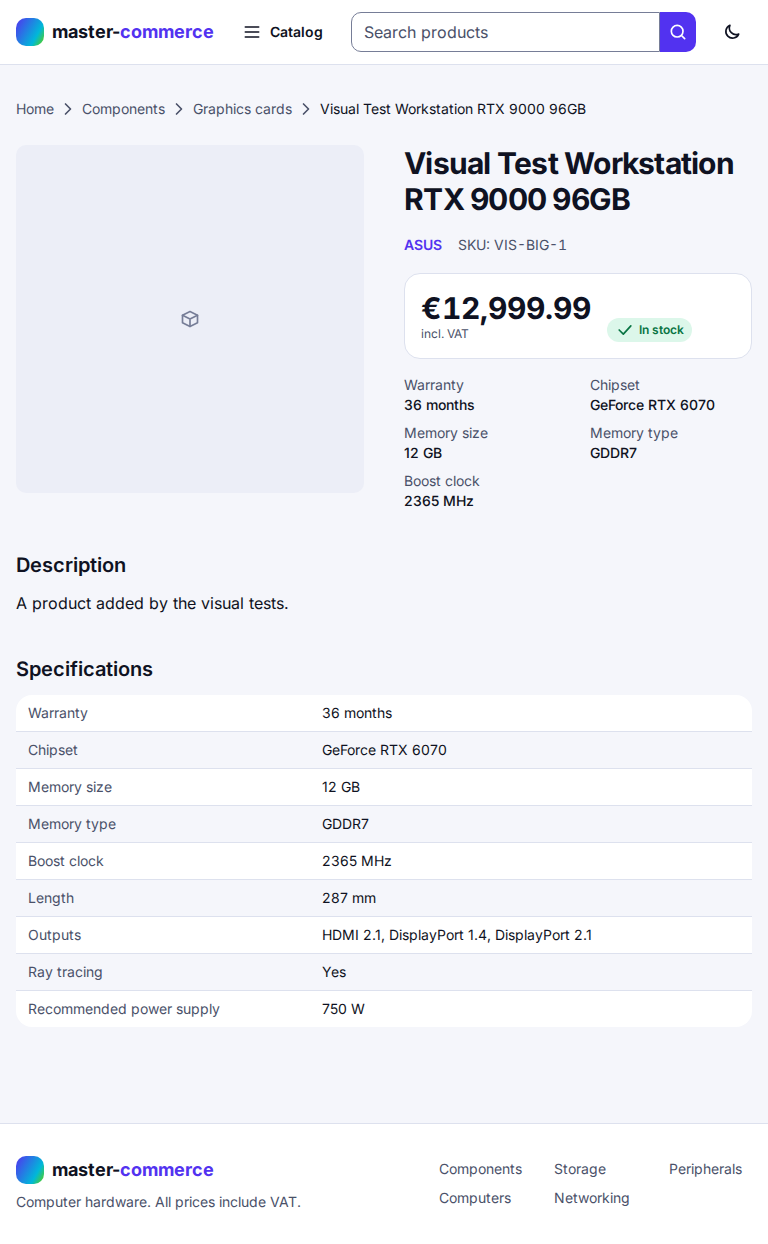 master-commerce
Catalog
Search products
Home
Components
Graphics cards
Visual Test Workstation RTX 9000 96GB
Visual Test Workstation
RTX 9000 96GB
ASUS SKU: VIS-BIG-1
€12,999.99
incl. VAT
In stock
Warranty
36 months
Chipset
GeForce RTX 6070
Memory size
12 GB
Memory type
GDDR7
Boost clock
2365 MHz
Description
A product added by the visual tests.
Specifications
Warranty 36 months
Chipset GeForce RTX 6070
Memory size 12 GB
Memory type GDDR7
Boost clock 2365 MHz
Length 287 mm
Outputs HDMI 2.1, DisplayPort 1.4, DisplayPort 2.1
Ray tracing Yes
Recommended power supply 750 W
master-commerce
Computer hardware. All prices include VAT.
Components Storage Peripherals
Computers Networking